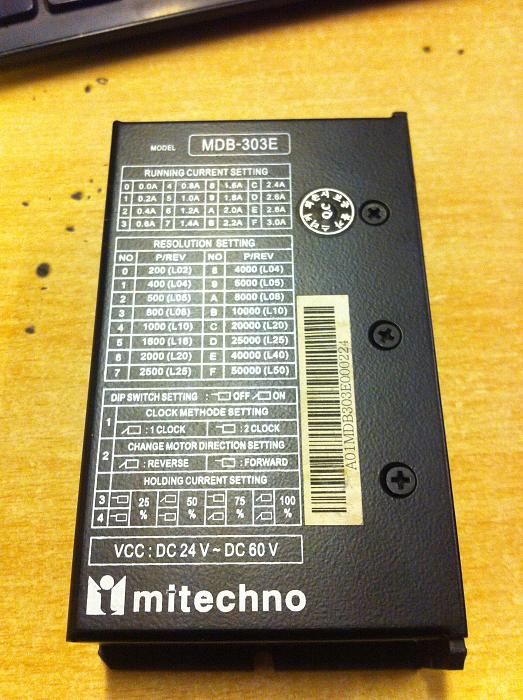 MODEL MDB-303E
RUNNING CURRENT SETTING
0 0.0A 4 0.8A 8 1.6A C 2.4A
1 0.2A 5 1.0A 9 1.8A D 2.6A
2 0.4A 6 1.2A A 2.0A E 2.8A
3 0.6A 7 1.4A B 2.2A F 3.0A
QC
RESOLUTION SETTING
NO P/REV NO P/REV
0 200 (L02) 8 4000 (L04)
1 400 (L04) 9 5000 (L05)
2 500 (L05) A 8000 (L08)
3 800 (L08) B 10000 (L10)
4 1000 (L10) C 20000 (L20)
5 1600 (L16) D 25000 (L25)
6 2000 (L20) E 40000 (L40)
7 2500 (L25) F 50000 (L50)
A01MDB303E000224
DIP SWITCH SETTING : OFF ON
1 CLOCK METHODE SETTING
: 1 CLOCK : 2 CLOCK
2 CHANGE MOTOR DIRECTION SETTING
: REVERSE : FORWARD
HOLDING CURRENT SETTING
3 25 50 75 100
4 % % % %
VCC : DC 24 V ~ DC 60 V
mitechno